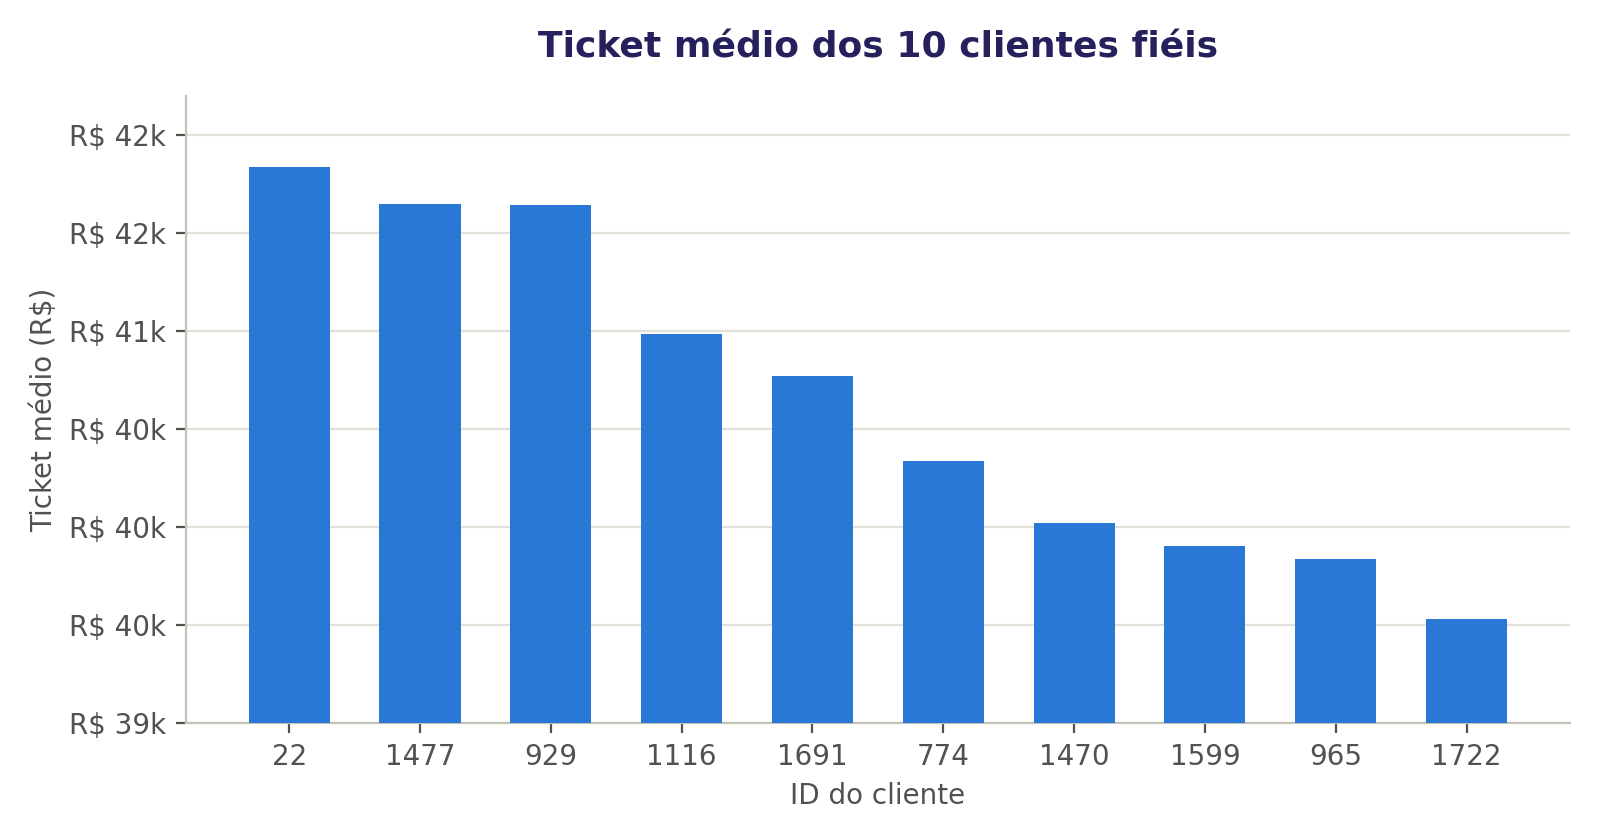 Ticket médio dos 10 clientes fiéis
Ticket médio (R$)
R$ 42k
R$ 42k
R$ 41k
R$ 40k
R$ 40k
R$ 40k
R$ 39k
22 1477 929 1116 1691 774 1470 1599 965 1722
ID do cliente